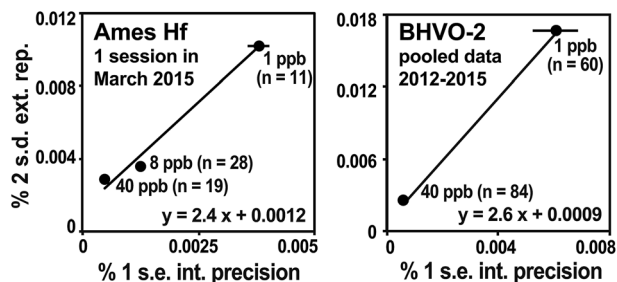 % 2 s.d. ext. rep.
0.012
0.008
0.004
0
Ames Hf
1 session in
March 2015
1 ppb
(n = 11)
8 ppb (n = 28)
40 ppb (n = 19)
y = 2.4 x + 0.0012
0
0.0025
0.005
% 1 s.e. int. precision
0.018
0.012
0.006
0
BHVO-2
pooled data
2012-2015
1 ppb
(n = 60)
40 ppb (n = 84)
y = 2.6 x + 0.0009
0
0.004
0.008
% 1 s.e. int. precision